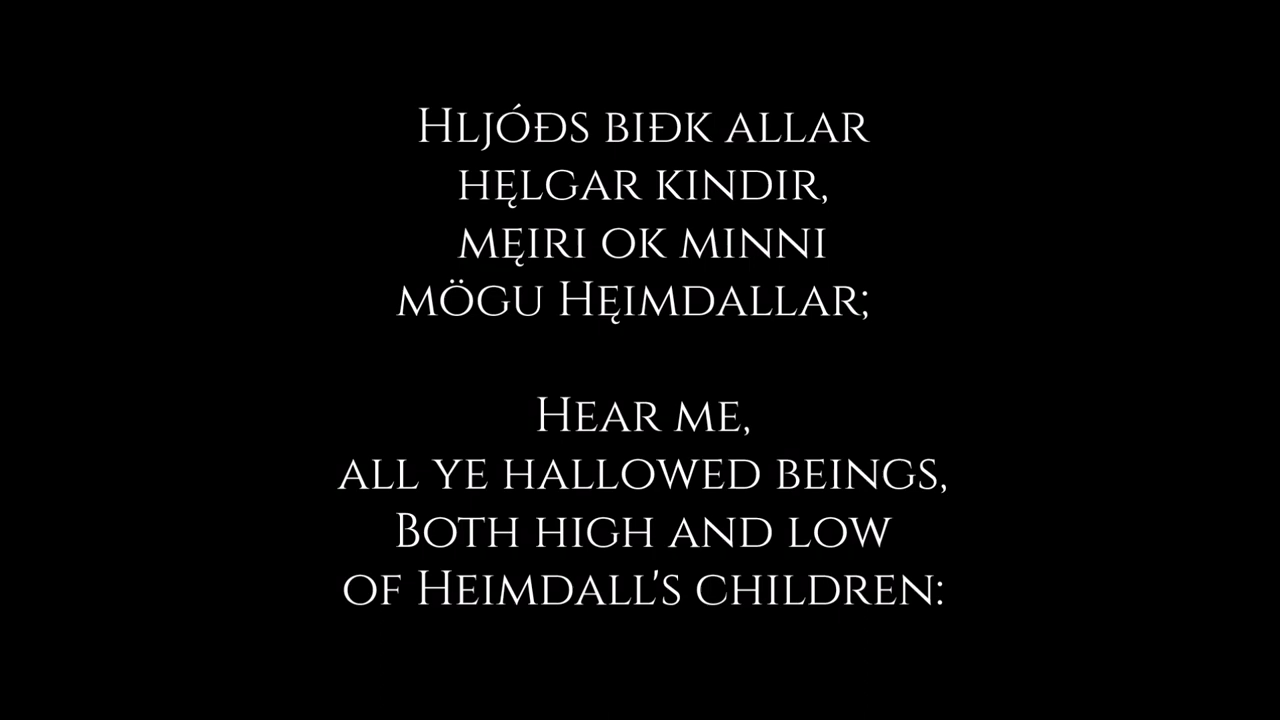 Hljóðs biðk allar
hęlgar kindir,
męiri ok minni
mögu Hęimdallar;
Hear me,
all ye hallowed beings,
Both high and low
of Heimdall's children: